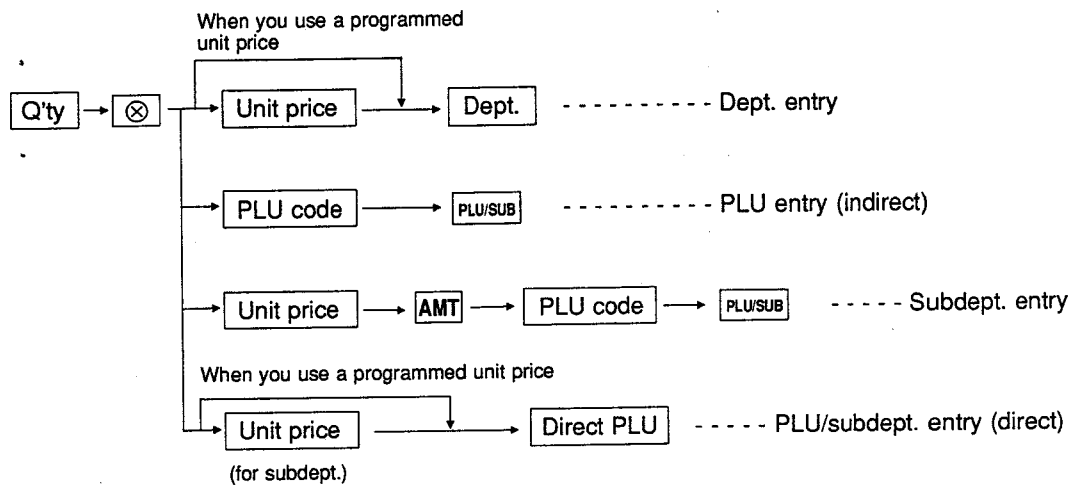 When you use a programmed
unit price
Q'ty ⊗ Unit price Dept. - - - - - - - - - - Dept. entry
PLU code PLU/SUB - - - - - - - - - - PLU entry (indirect)
Unit price AMT PLU code PLU/SUB - - - - - Subdept. entry
When you use a programmed unit price
Unit price Direct PLU - - - - - PLU/subdept. entry (direct)
(for subdept.)